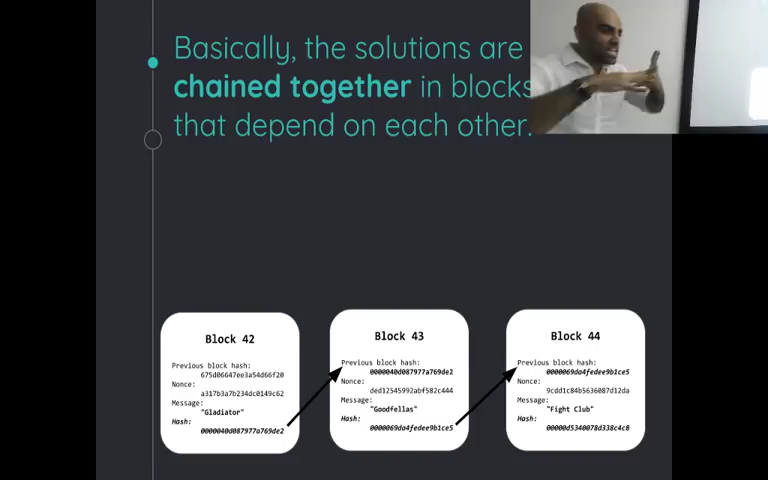 Basically, the solutions are
chained together in blocks
that depend on each other.
Block 42
Previous block hash:
675d06647ee3a54d66f20
Nonce:
a317b3a7b234dc0149c62
Message:
"Gladiator"
Hash:
0000040d087977a769de2
Block 43
Previous block hash:
0000040d087977a769de2
Nonce:
ded12545992abf582c444
Message:
"Goodfellas"
Hash:
0000069da4fedee9b1ce5
Block 44
Previous block hash:
0000069da4fedee9b1ce5
Nonce:
9cdd1c84b5636087d12da
Message:
"Fight Club"
Hash:
00000d5340078d338c4c8